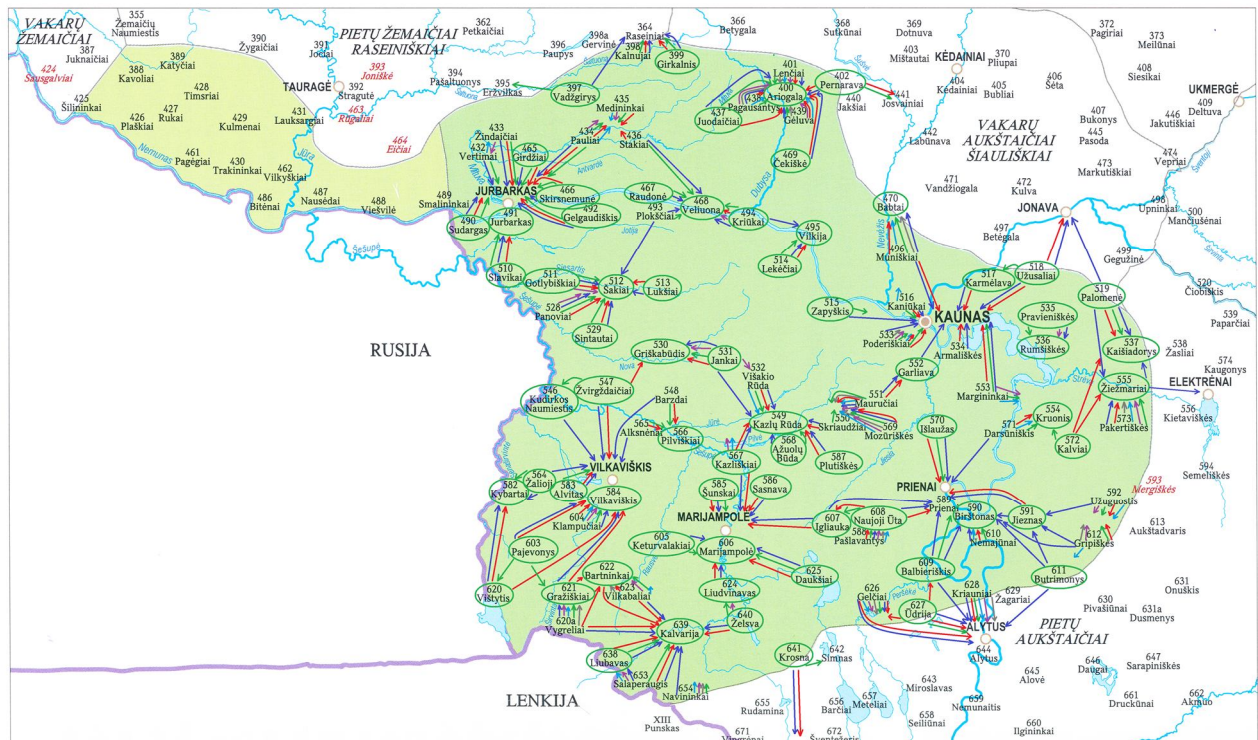 VAKARŲ
ŽEMAIČIAI
355
Žemaičių
Naumiestis
387
Juknaičiai
424
Sausgalviai
425
Šilininkai
388
Kavoliai
389
Katyčiai
390
Žygaičiai
391
Jočiai
428
Timsriai
427
Rukai
426
Plaškiai
429
Kulmenai
461
Pagėgiai
430
Trakininkai
431
Lauksargiai
462
Vilkyškiai
486
Bitėnai
487
Nausėdai
488
Viešvilė
489
Smalininkai
Nemunas
Jūra
TAURAGĖ
392
Stragutė
393
Joniškė
463
Rugaliai
464
Eičiai
PIETŲ ŽEMAIČIAI
RASEINIŠKIAI
362
Petkaičiai
394
Pašaltuonys
395
Eržvilkas
396
Paupys
398a
Gervinė
364
Raseiniai
398
Kalnujai
399
Girkalnis
397
Vadžgirys
366
Betygala
368
Sutkūnai
369
Dotnuva
403
Mištautai
370
Pliupai
KĖDAINIAI
404
Kėdainiai
405
Bubliai
406
Sėta
372
Pagiriai
373
Meilūnai
408
Siesikai
UKMERGĖ
409
Deltuva
407
Bukonys
446
Jakutiškiai
445
Pasoda
474
Vepriai
473
Markutiškiai
401
Lenčiai
400
Ariogala
402
Pernarava
436
Pagausantys
437
Juodaičiai
439
Gėluva
440
Jakšiai
441
Josvainiai
442
Labūnava
469
Čekiškė
435
Medininkai
434
Pauliai
436
Stakiai
433
Žindaičiai
432
Vertimai
465
Girdžiai
JURBARKAS
466
Skirsnemunė
467
Raudonė
468
Veliuona
490
Sudargas
491
Jurbarkas
492
Gelgaudiškis
493
Plokščiai
494
Kriūkai
495
Vilkija
514
Lekėčiai
470
Babtai
496
Muniškiai
VAKARŲ
AUKŠTAIČIAI
ŠIAULIŠKIAI
471
Vandžiogala
472
Kulva
JONAVA
497
Betėgala
498
Upninkai
500
Mančiušėnai
499
Gegužinė
520
Čiobiškis
539
Paparčiai
510
Slavikai
511
Gotlybiškiai
512
Šakiai
513
Lukšiai
528
Panoviai
529
Sintautai
515
Zapyškis
516
Kaniūkai
517
Karmėlava
518
Užusaliai
519
Palomenė
KAUNAS
533
Poderiškiai
534
Armališkės
535
Pravieniškės
536
Rumšiškės
537
Kaišiadorys
538
Žasliai
574
Kaugonys
ELEKTRĖNAI
RUSIJA
530
Griškabūdis
531
Jankai
532
Višakio
Rūda
546
Kudirkos
Naumiestis
547
Žvirgždaičiai
548
Barzdai
549
Kazlų Rūda
550
Skriaudžiai
551
Mauručiai
552
Garliava
553
Margininkai
554
Kruonis
555
Žiežmariai
556
Kietaviškės
565
Alksnėnai
566
Pilviškiai
567
Kazliškiai
568
Ąžuolų
Būda
569
Mozūriškės
570
Išlaužas
571
Darsūniškis
572
Kalviai
573
Pakertiškės
VILKAVIŠKIS
564
Žalioji
582
Kybartai
583
Alvitas
584
Vilkaviškis
585
Šunskai
586
Sasnava
587
Plutiškės
604
Klampučiai
603
Pajevonys
MARIJAMPOLĖ
605
Keturvalakiai
606
Marijampolė
607
Igliauka
608
Naujoji Ūta
588
Pašlavantys
PRIENAI
589
Prienai
590
Birštonas
591
Jieznas
592
Užuguostis
593
Mergiškės
594
Semeliškės
609
Balbieriškis
610
Nemajūnai
611
Butrimonys
612
Gripiškės
613
Aukštadvaris
620
Vištytis
621
Gražiškiai
620a
Vygreliai
622
Bartninkai
623
Vilkabaliai
624
Liudvinavas
625
Daukšiai
626
Gelčiai
627
Ūdrija
628
Kriauniai
629
Žagariai
630
Pivašiūnai
631
Onuškis
631a
Dusmenys
638
Liubavas
639
Kalvarija
640
Želsva
641
Krosna
642
Simnas
ALYTUS
644
Alytus
PIETŲ
AUKŠTAIČIAI
653
Salaperaugis
654
Navininkai
643
Miroslavas
645
Alovė
646
Daugai
647
Sarapiniškės
LENKIJA
XIII
Punskas
655
Rudamina
656
Barčiai
657
Meteliai
658
Seiliūnai
659
Nemunaitis
660
Ilgininkai
661
Druckūnai
662
Akmuo
671
672